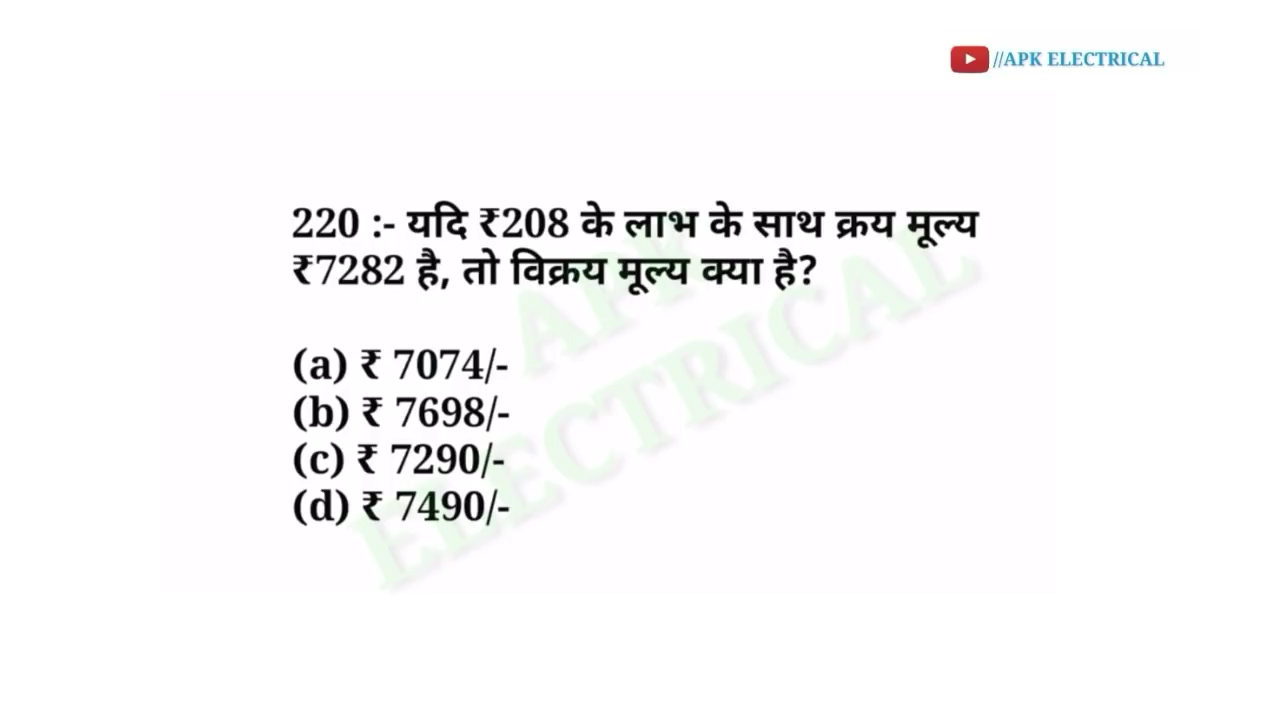 //APK ELECTRICAL
220 :- यदि ₹208 के लाभ के साथ क्रय मूल्य
₹7282 है, तो विक्रय मूल्य क्या है?
(a) ₹ 7074/-
(b) ₹ 7698/-
(c) ₹ 7290/-
(d) ₹ 7490/-
APK
ELECTRICAL